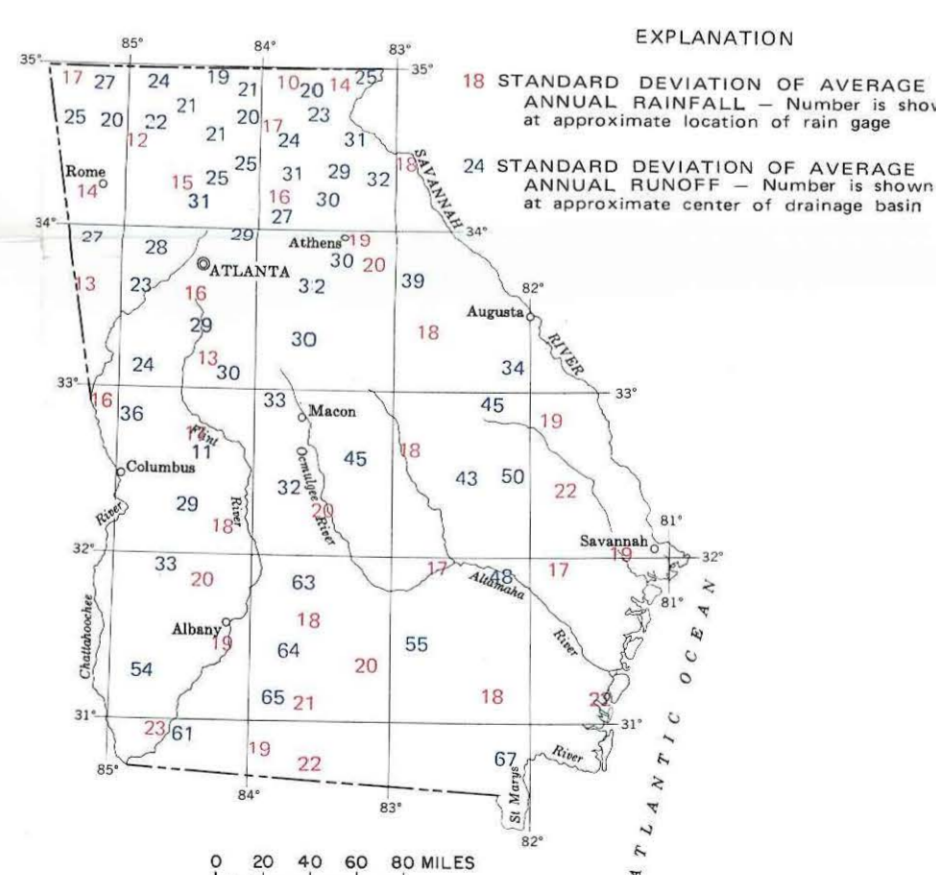 EXPLANATION
18 STANDARD DEVIATION OF AVERAGE
ANNUAL RAINFALL — Number is
at approximate location of rain gage
24 STANDARD DEVIATION OF AVERAGE
ANNUAL RUNOFF — Number is shown
at approximate center of drainage basin
85° 84° 83°
35° 35°
17 27 24 19 21 10 20 14 25
25 20 22 21 21 20 17 24 23 31
12
Rome
14 15 25 25 31 29 32 18
SAVANNAH
31 16 27 30
34° 34°
27 28 29 Athens 19
30 20
ATLANTA
13 23 16 32 39
82°
Augusta
RIVER
29 30 18
24 13 30 34
33° 33°
16 36 33 Macon 45 19
Flint
11 45 18
Columbus
43 50 22
29 32 20
Ocmulgee
River
River
River
18
81°
Savannah
19
32° 32°
33 20 63 17 48 17
Altamaha
81°
Chattahoochee
Albany
19 18 64 55
River
54 20
65 21 18
31° 31°
23 61 19 22 67
River
St Marys
85° 84° 83° 82°
ATLANTIC OCEAN
0 20 40 60 80 MILES